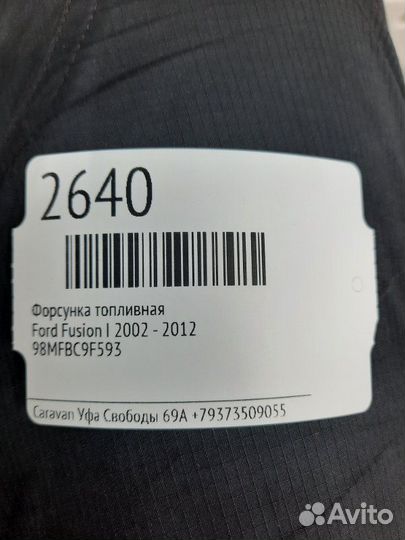 2640
Форсунка топливная
Ford Fusion I 2002 - 2012
98MFBC9F593
Caravan Уфа Свободы 69А +79373509055
Avito